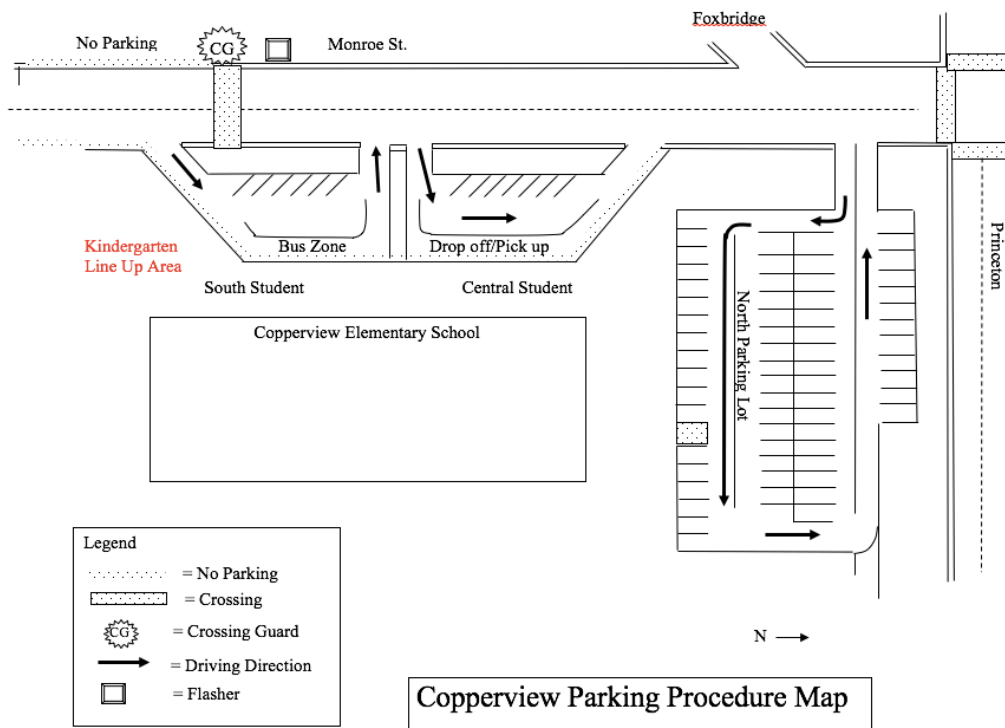 Foxbridge
No Parking
CG
Monroe St.
Kindergarten
Line Up Area
Bus Zone
Drop off/Pick up
South Student
Central Student
Princeton
North Parking Lot
Copperview Elementary School
Legend
= No Parking
= Crossing
CG
= Crossing Guard
= Driving Direction
= Flasher
N
Copperview Parking Procedure Map